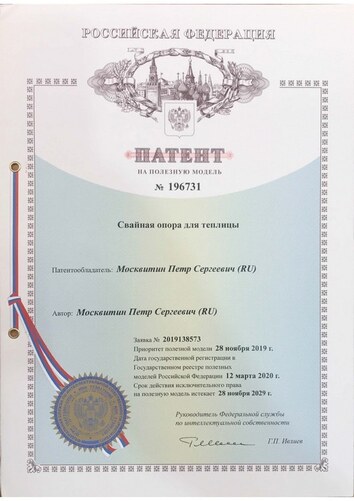 РОССИЙСКАЯ ФЕДЕРАЦИЯ
ПАТЕНТ
НА ПОЛЕЗНУЮ МОДЕЛЬ
№ 196731
Свайная опора для теплицы
Патентообладатель: Москвитин Петр Сергеевич (RU)
Автор: Москвитин Петр Сергеевич (RU)
Заявка № 2019138573
Приоритет полезной модели 28 ноября 2019 г.
Дата государственной регистрации в
Государственном реестре полезных
моделей Российской Федерации 12 марта 2020 г.
Срок действия исключительного права
на полезную модель истекает 28 ноября 2029 г.
Руководитель Федеральной службы
по интеллектуальной собственности
Г.П. Ивлиев